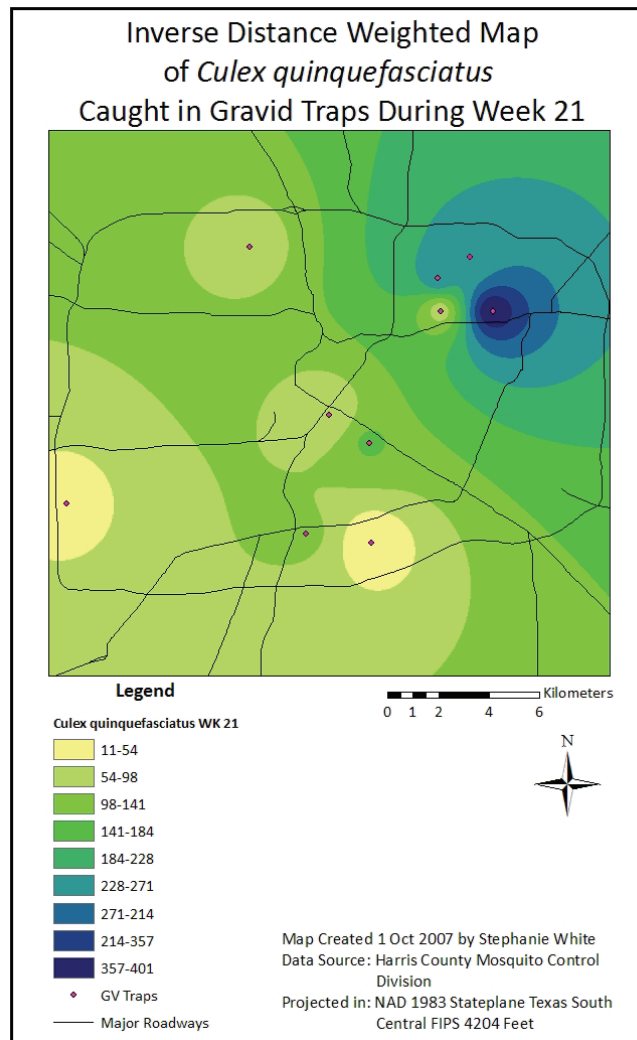 Inverse Distance Weighted Map
of Culex quinquefasciatus
Caught in Gravid Traps During Week 21
Legend
Kilometers
0 1 2 4 6
Culex quinquefasciatus WK 21
11-54
54-98
98-141
141-184
184-228
228-271
271-214
214-357
357-401
GV Traps
Major Roadways
N
Map Created 1 Oct 2007 by Stephanie White
Data Source: Harris County Mosquito Control
Division
Projected in: NAD 1983 Stateplane Texas South
Central FIPS 4204 Feet